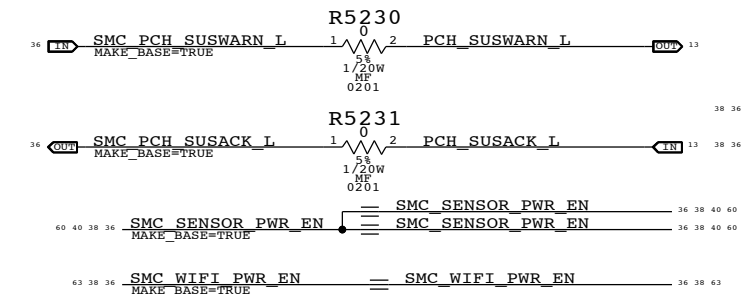 R5230
0
36 IN SMC_PCH_SUSWARN_L 1 2 PCH_SUSWARN_L OUT 13
MAKE_BASE=TRUE
5%
1/20W
MF
0201
38 36
R5231
0
36 OUT SMC_PCH_SUSACK_L 1 2 PCH_SUSACK_L IN 13 38 36
MAKE_BASE=TRUE
5%
1/20W
MF
0201
SMC_SENSOR_PWR_EN 36 38 40 60
60 40 38 36 SMC_SENSOR_PWR_EN SMC_SENSOR_PWR_EN 36 38 40 60
MAKE_BASE=TRUE
63 38 36 SMC_WIFI_PWR_EN SMC_WIFI_PWR_EN 36 38 63
MAKE_BASE=TRUE